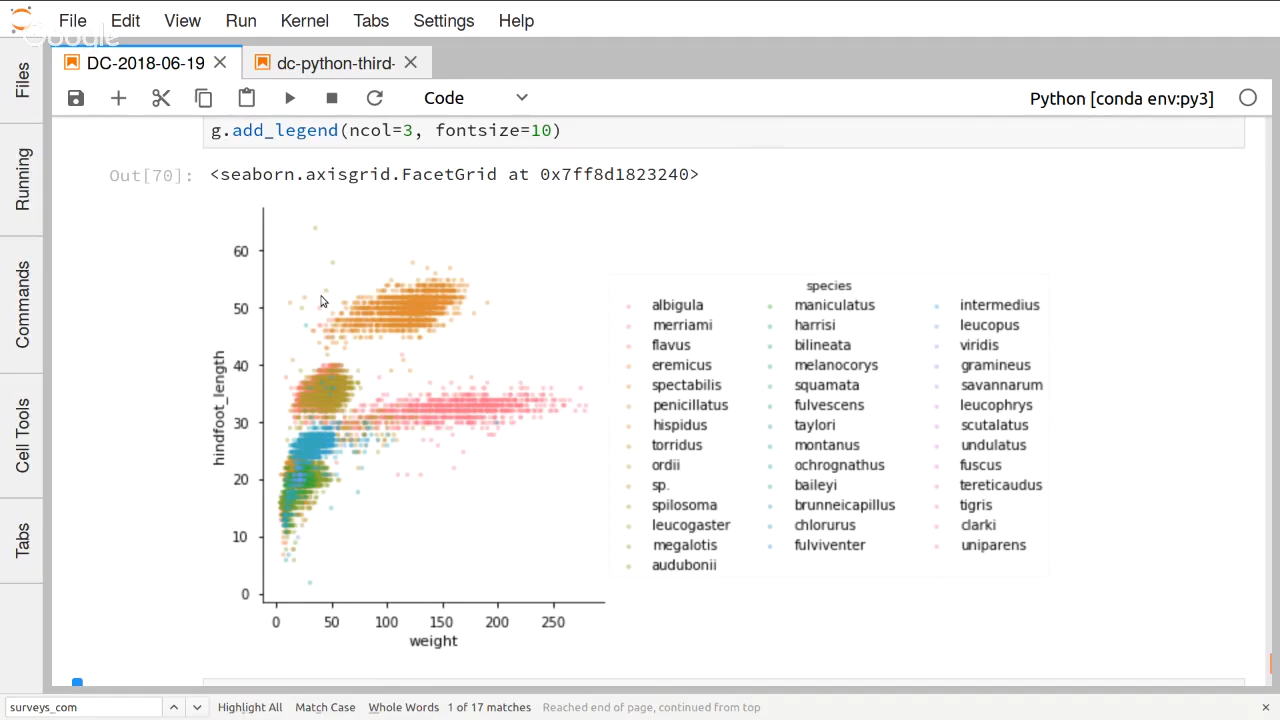 File Edit View Run Kernel Tabs Settings Help
Google
DC-2018-06-19 dc-python-third-
Code Python [conda env:py3]
Files
Running
Commands
Cell Tools
Tabs
g.add_legend(ncol=3, fontsize=10)
Out[70]: <seaborn.axisgrid.FacetGrid at 0x7ff8d1823240>
60
50
40
30
20
10
0
hindfoot_length
0 50 100 150 200 250
weight
species
albigula maniculatus intermedius
merriami harrisi leucopus
flavus bilineata viridis
eremicus melanocorys gramineus
spectabilis squamata savannarum
penicillatus fulvescens leucophrys
hispidus taylori scutalatus
torridus montanus undulatus
ordii ochrognathus fuscus
sp. baileyi tereticaudus
spilosoma brunneicapillus tigris
leucogaster chlorurus clarki
megalotis fulviventer uniparens
audubonii
surveys_com Highlight All Match Case Whole Words 1 of 17 matches Reached end of page, continued from top